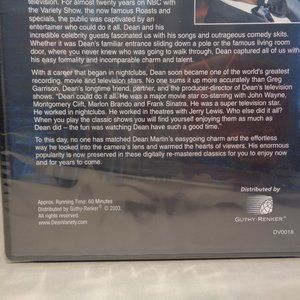 television. For almost twenty years on NBC with
the Variety Show, the now famous Roasts and
specials, the public was captivated by an
entertainer who could do it all. Dean and his
incredible celebrity guests fascinated us with his songs and outrageous comedy skits.
Whether it was Dean's familiar entrance sliding down a pole or the famous living room
door, where you never knew who was going to walk through, Dean captured all of us with
his easy formality and incomparable charm and talent.
With a career that began in nightclubs, Dean soon became one of the world's greatest
recording, movie and television stars. No one sums it up more accurately than Greg
Garrison, Dean's longtime friend, partner, and the producer-director of Dean's television
shows. "Dean could do it all. He was a major movie star co-starring with John Wayne,
Montgomery Clift, Marlon Brando and Frank Sinatra. He was a super television star.
He worked in nightclubs. He worked in theatres with Jerry Lewis. Who else did it all?
When you play the classic shows you will find yourself enjoying them as much as
Dean did – the fun was watching Dean have such a good time."
To this day, no one has matched Dean Martin's easygoing charm and the effortless
way he looked into the camera's lens and warmed the hearts of viewers. His enormous
popularity is now preserved in these digitally re-mastered classics for you to enjoy now
and for years to come.
Approx. Running Time: 60 Minutes
Distributed by Guthy-Renker® © 2003.
All rights reserved.
www.DeanVariety.com
Distributed by
GUTHY-RENKER®
DV0018